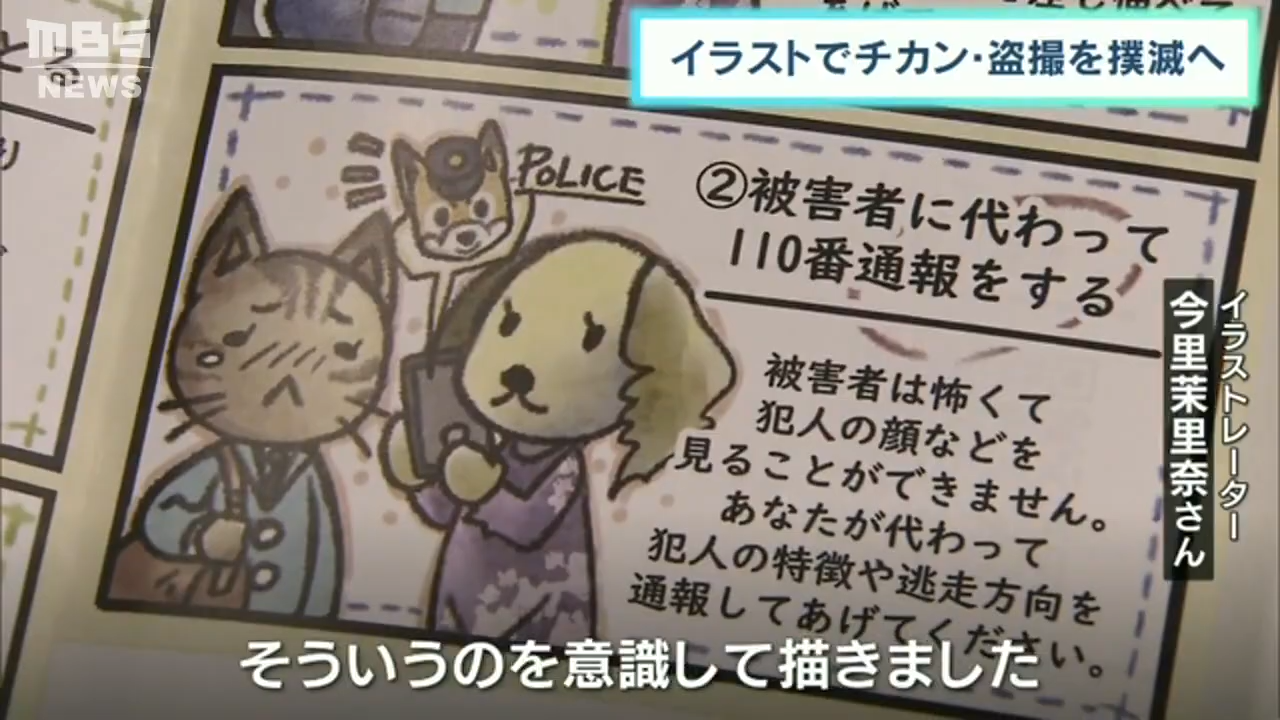 MBS
NEWS
イラストでチカン・盗撮を撲滅へ
POLICE
②被害者に代わって
110番通報をする
被害者は怖くて
犯人の顔などを
見ることができません。
あなたが代わって
犯人の特徴や逃走方向を
通報してあげてください。
イラストレーター
今里茉里奈さん
そういうのを意識して描きました